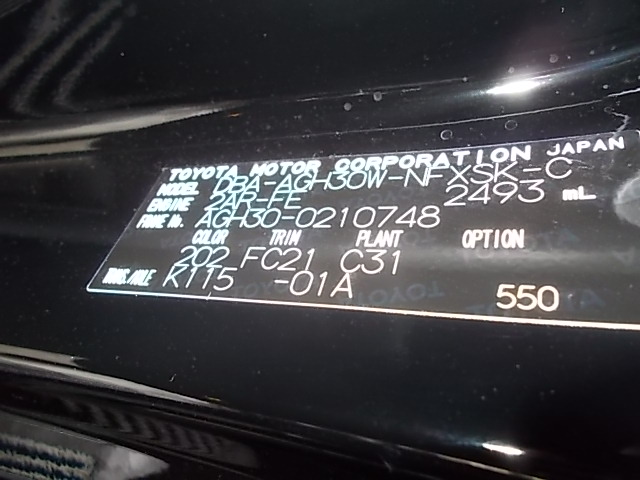 TOYOTA MOTOR CORPORATION JAPAN
MODEL DBA-AGH30W-NFXSK-C
ENGINE 2AR-FE 2493 mL
FRAME No. AGH30-0210748
COLOR TRIM PLANT OPTION
202 FC21 C31
TRANS./AXLE K115 -01A
550